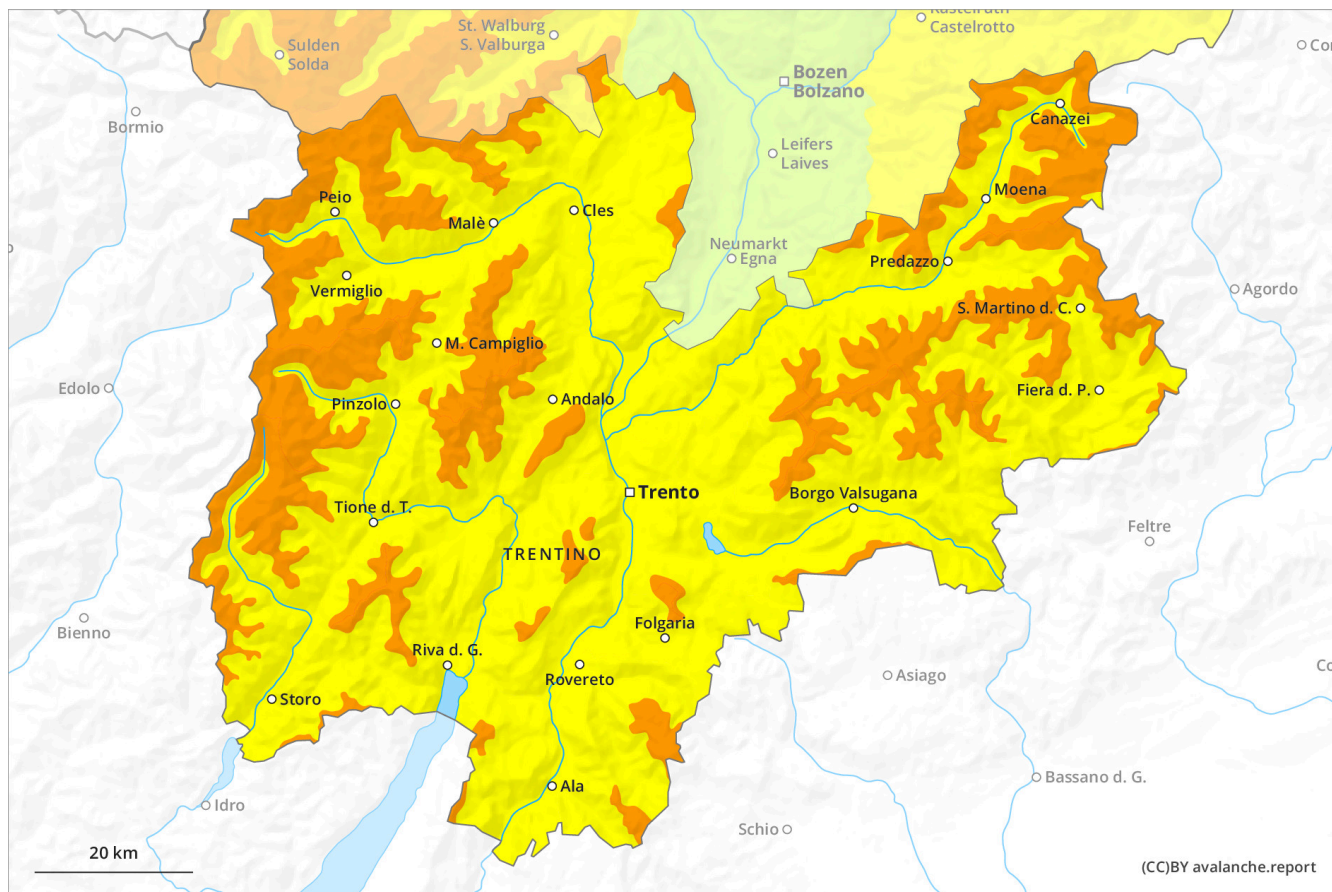 Kastelruth
Castelrotto
St. Walburg
S. Valburga
Sulden
Solda
Bozen
Bolzano
Bormio
Canazei
Leifers
Laives
Moena
Peio
Malè
Cles
Neumarkt
Egna
Predazzo
Vermiglio
Agordo
S. Martino d. C.
M. Campiglio
Edolo
Fiera d. P.
Pinzolo
Andalo
Trento
Borgo Valsugana
Tione d. T.
Feltre
TRENTINO
Bienno
Folgaria
Riva d. G.
Rovereto
Asiago
Storo
Bassano d. G.
Ala
Idro
Schio
20 km
(CC)BY avalanche.report